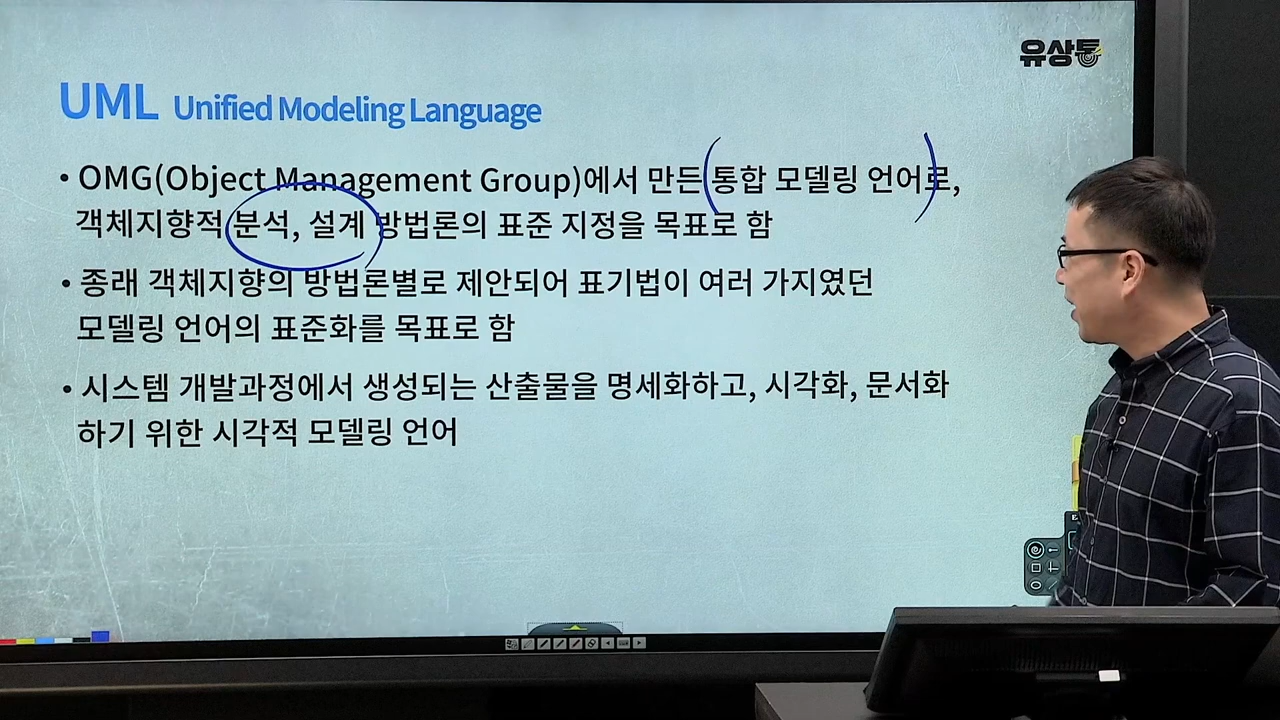 유상통
UML Unified Modeling Language
• OMG(Object Management Group)에서 만든 통합 모델링 언어로,
객체지향적 분석, 설계 방법론의 표준 지정을 목표로 함
• 종래 객체지향의 방법론별로 제안되어 표기법이 여러 가지였던
모델링 언어의 표준화를 목표로 함
• 시스템 개발과정에서 생성되는 산출물을 명세화하고, 시각화, 문서화
하기 위한 시각적 모델링 언어